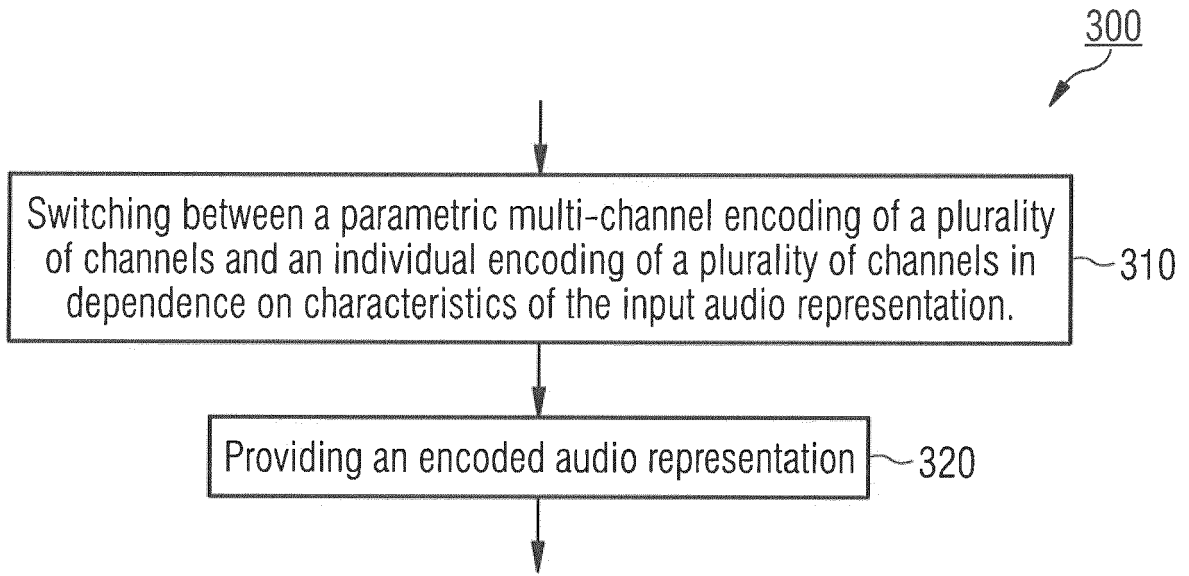 300
Switching between a parametric multi-channel encoding of a plurality
of channels and an individual encoding of a plurality of channels in
dependence on characteristics of the input audio representation.
310
Providing an encoded audio representation
320